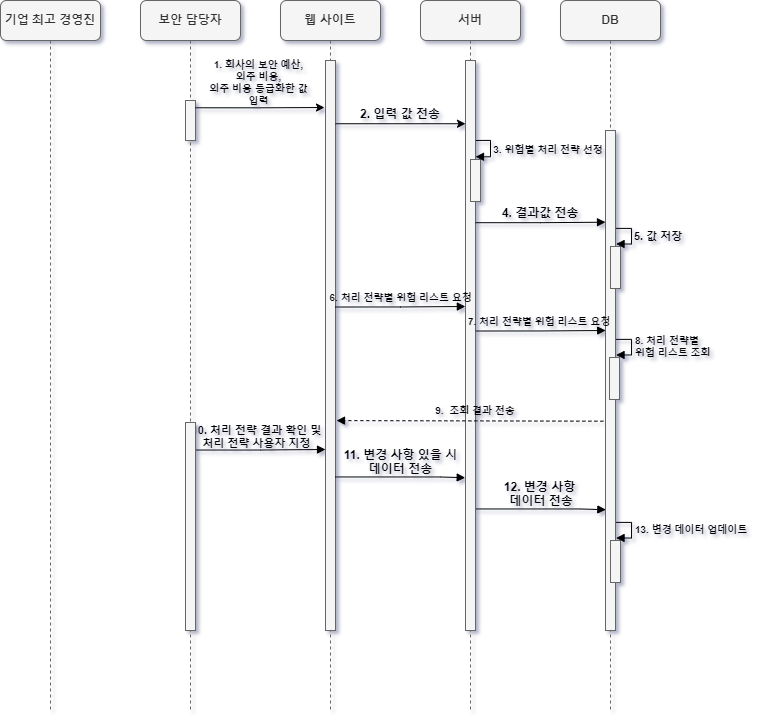 기업 최고 경영진
보안 담당자
웹 사이트
서버
DB
1. 회사의 보안 예산,
외주 비용,
외주 비용 등급화한 값
입력
2. 입력 값 전송
3. 위험별 처리 전략 선정
4. 결과값 전송
5. 값 저장
6. 처리 전략별 위험 리스트 요청
7. 처리 전략별 위험 리스트 요청
8. 처리 전략별
위험 리스트 조회
9. 조회 결과 전송
0. 처리 전략 결과 확인 및
처리 전략 사용자 지정
11. 변경 사항 있을 시
데이터 전송
12. 변경 사항
데이터 전송
13. 변경 데이터 업데이트